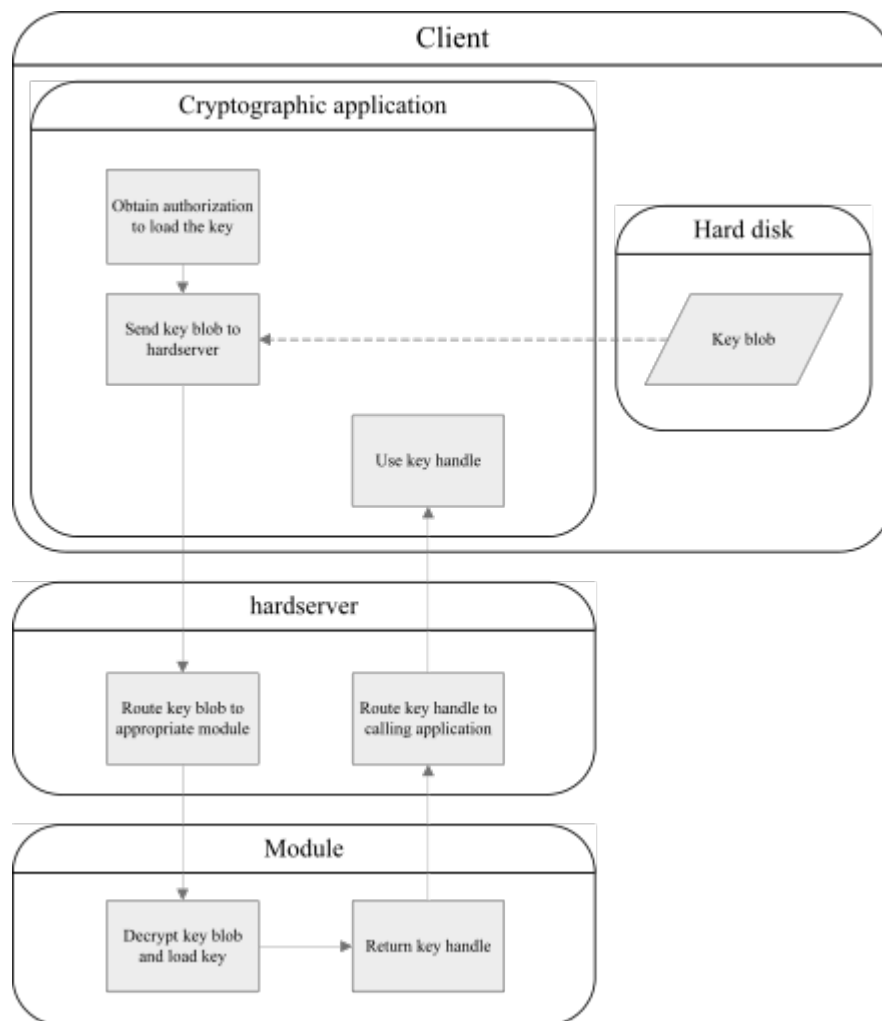 Client
Cryptographic application
Obtain authorization
to load the key
Hard disk
Send key blob to
hardserver
Key blob
Use key handle
hardserver
Route key blob to
appropriate module
Route key handle to
calling application
Module
Decrypt key blob
and load key
Return key handle